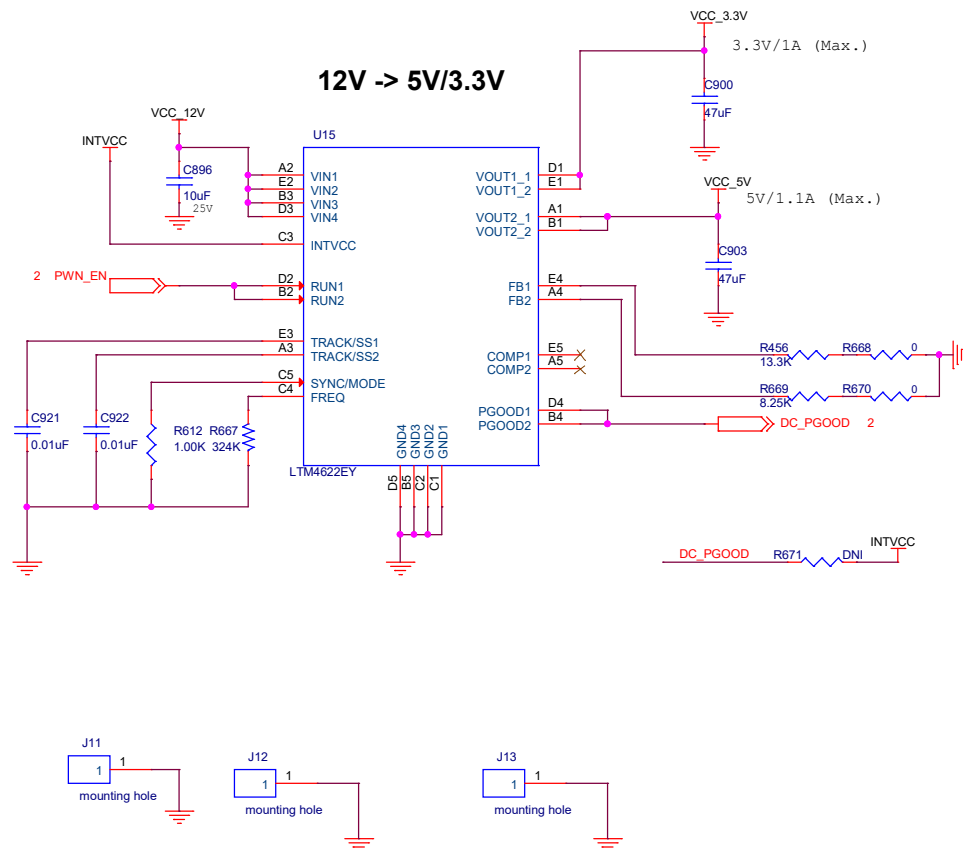 VCC_3.3V
3.3V/1A (Max.)
12V -> 5V/3.3V
C900
47uF
VCC_12V
INTVCC
U15
C896
10uF
25V
A2 VIN1
E2 VIN2
B3 VIN3
D3 VIN4
C3 INTVCC
VOUT1_1 D1
VOUT1_2 E1
VOUT2_1 A1
VOUT2_2 B1
VCC_5V
5V/1.1A (Max.)
C903
47uF
2 PWN_EN
D2 RUN1
B2 RUN2
FB1 E4
FB2 A4
E3 TRACK/SS1
A3 TRACK/SS2
COMP1 E5
COMP2 A5
R456 R668 0
13.3K
C5 SYNC/MODE
C4 FREQ
R669 R670 0
8.25K
PGOOD1 D4
PGOOD2 B4
DC_PGOOD 2
C921
0.01uF
C922
0.01uF
R612 R667
1.00K 324K
GND4 GND3 GND2 GND1
LTM4622EY
D5 B5 C2 C1
DC_PGOOD R671 DNI INTVCC
J11
1 1
mounting hole
J12
1 1
mounting hole
J13
1 1
mounting hole